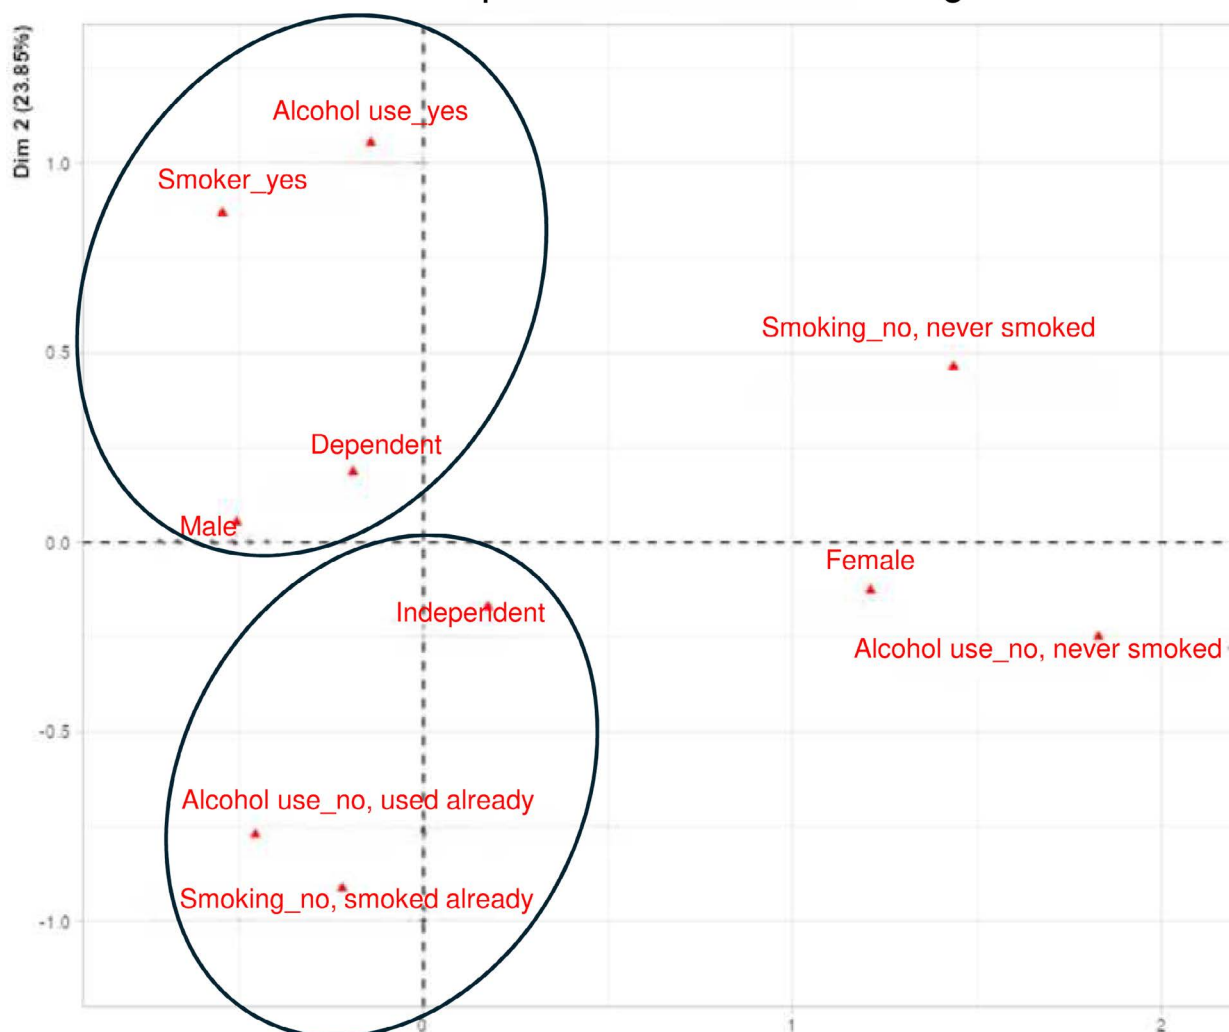 Dim 2 (23.85%)
Alcohol use_yes
1.0
Smoker_yes
Smoking_no, never smoked
0.5
Dependent
Male
0.0
Female
Independent
Alcohol use_no, never smoked
-0.5
Alcohol use_no, used already
Smoking_no, smoked already
-1.0
0
1
2